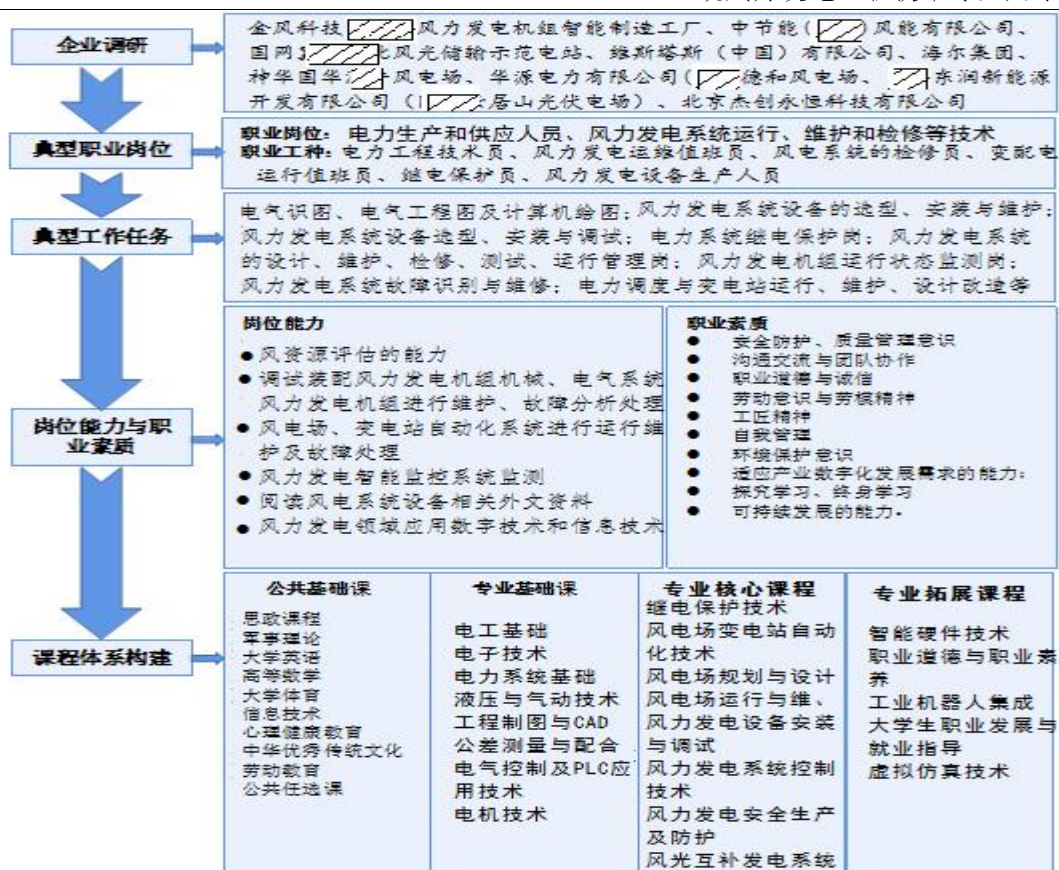 企业调研
金风科技 风力发电机组智能制造工厂、中节能( )风能有限公司、
国网 北风光储输示范电站、维斯塔斯（中国）有限公司、海尔集团、
神华国华 风电场、华源电力有限公司( 德和风电场、 东润新能源
开发有限公司（ 居山光伏电场）、北京杰创永恒科技有限公司
典型职业岗位
职业岗位：电力生产和供应人员、风力发电系统运行、维护和检修等技术
职业工种：电力工程技术员、风力发电运维值班员、风电系统的检修员、变配电
运行值班员、继电保护员、风力发电设备生产人员
典型工作任务
电气识图、电气工程图及计算机绘图；风力发电系统设备的选型、安装与维护；
风力发电系统设备选型、安装与调试；电力系统继电保护岗；风力发电系统
的设计、维护、检修、测试、运行管理岗；风力发电机组运行状态监测岗；
风力发电系统故障识别与维修；电力调度与变电站运行、维护、设计改造等
岗位能力与职
业素质
岗位能力
●风资源评估的能力
●调试装配风力发电机组机械、电气系统
风力发电机组进行维护、故障分析处理
●风电场、变电站自动化系统进行运行维
护及故障处理
●风力发电智能监控系统监测
●阅读风电系统设备相关外文资料
●风力发电领域应用数字技术和信息技术
职业素质
● 安全防护、质量管理意识
● 沟通交流与团队协作
● 职业道德与诚信
● 劳动意识与劳模精神
● 工匠精神
● 自我管理
● 环境保护意识
● 适应产业数字化发展需求的能力；
● 探究学习、终身学习
● 可持续发展的能力。
课程体系构建
公共基础课
思政课程
军事理论
大学英语
高等数学
大学体育
信息技术
心理健康教育
中华优秀传统文化
劳动教育
公共任选课
专业基础课
电工基础
电子技术
电力系统基础
液压与气动技术
工程制图与CAD
公差测量与配合
电气控制及PLC应
用技术
电机技术
专业核心课程
继电保护技术
风电场变电站自动
化技术
风电场规划与设计
风电场运行与维、
风力发电设备安装
与调试
风力发电系统控制
技术
风力发电安全生产
及防护
风光互补发电系统
专业拓展课程
智能硬件技术
职业道德与职业素
养
工业机器人集成
大学生职业发展与
就业指导
虚拟仿真技术